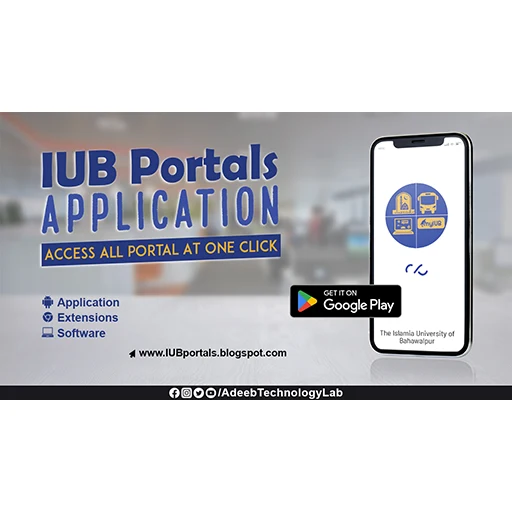 IUB Portals
APPLICATION
ACCESS ALL PORTAL AT ONE CLICK
Application
Extensions
Software
www.IUBportals.blogspot.com
GET IT ON
Google Play
myIUB
The Islamia University of
Bahawalpur
/AdeebTechnologyLab